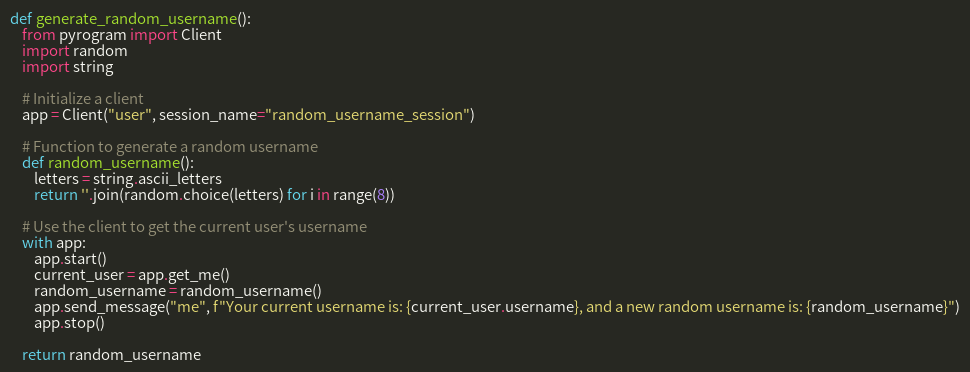 def generate_random_username():
from pyrogram import Client
import random
import string
# Initialize a client
app = Client("user", session_name="random_username_session")
# Function to generate a random username
def random_username():
letters = string.ascii_letters
return ''.join(random.choice(letters) for i in range(8))
# Use the client to get the current user's username
with app:
app.start()
current_user = app.get_me()
random_username = random_username()
app.send_message("me", f"Your current username is: {current_user.username}, and a new random username is: {random_username}")
app.stop()
return random_username